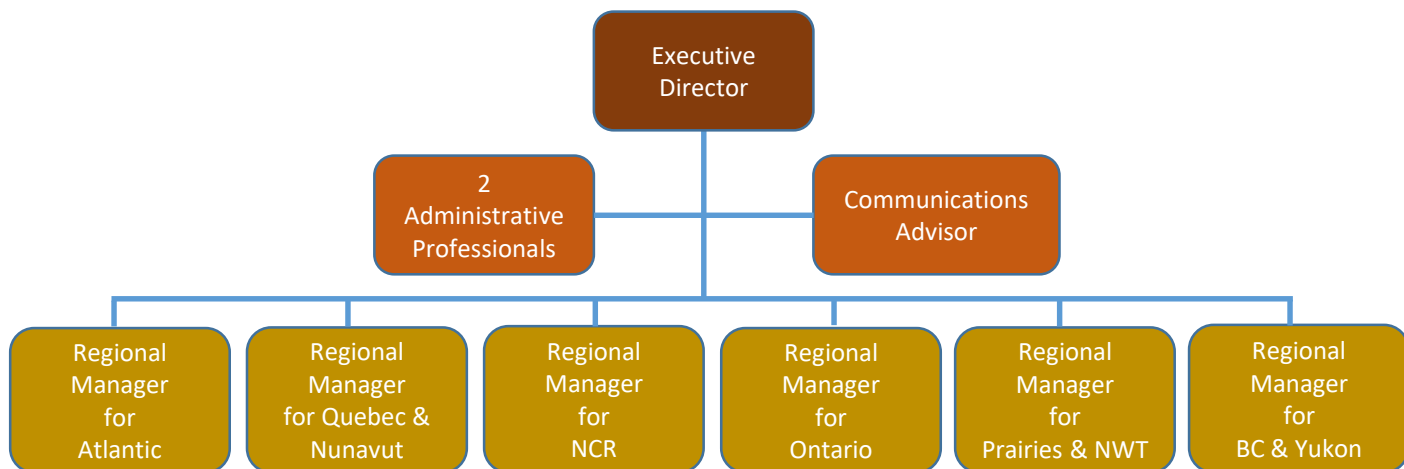 Executive
Director
2
Administrative
Professionals
Communications
Advisor
Regional
Manager
for
Atlantic
Regional
Manager
for Quebec &
Nunavut
Regional
Manager
for
NCR
Regional
Manager
for
Ontario
Regional
Manager
for
Prairies & NWT
Regional
Manager
for
BC & Yukon